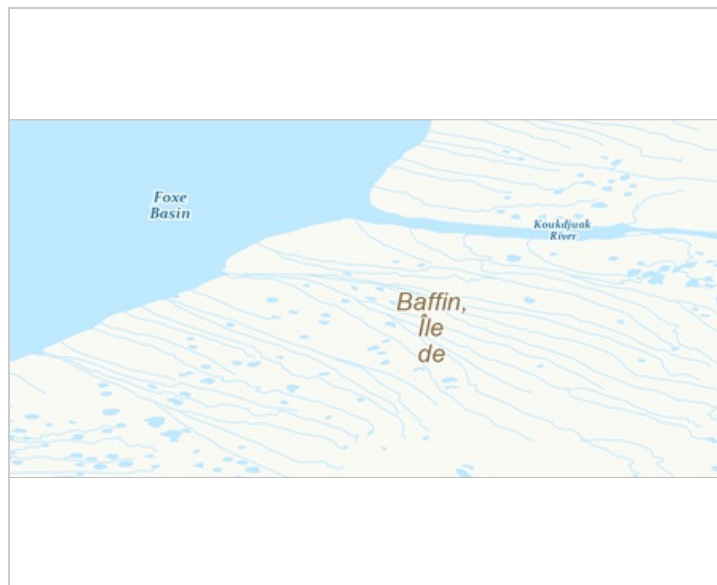 Foxe
Basin
Koukdjuak
River
Baffin,
Île
de